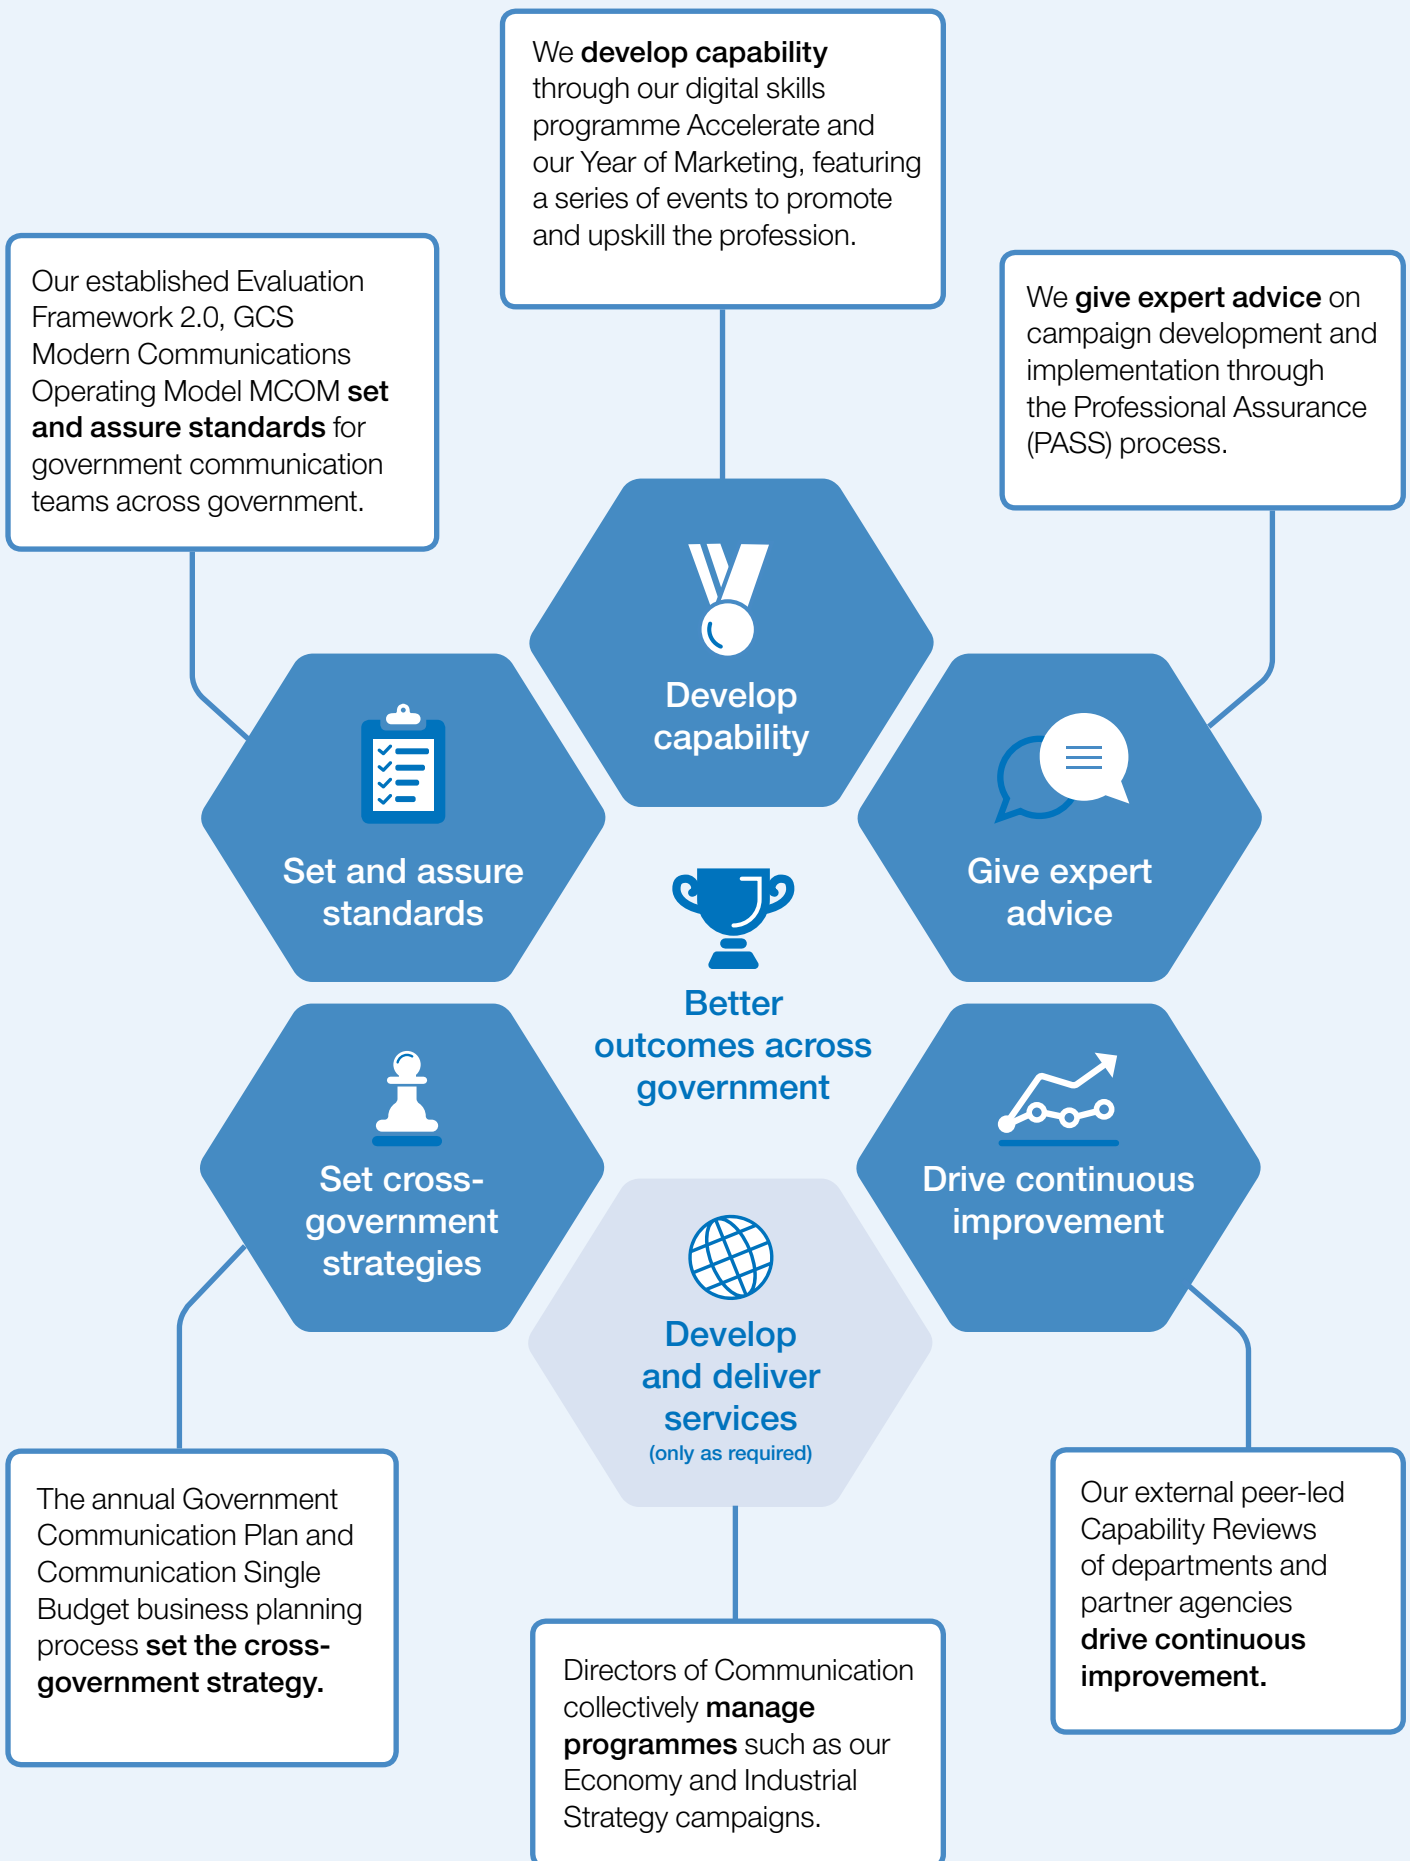 We develop capability
through our digital skills
programme Accelerate and
our Year of Marketing, featuring
a series of events to promote
and upskill the profession.
Our established Evaluation
Framework 2.0, GCS
Modern Communications
Operating Model MCOM set
and assure standards for
government communication
teams across government.
We give expert advice on
campaign development and
implementation through
the Professional Assurance
(PASS) process.
Develop
capability
Set and assure
standards
Give expert
advice
Better
outcomes across
government
Set cross-
government
strategies
Drive continuous
improvement
Develop
and deliver
services
(only as required)
The annual Government
Communication Plan and
Communication Single
Budget business planning
process set the cross-
government strategy.
Directors of Communication
collectively manage
programmes such as our
Economy and Industrial
Strategy campaigns.
Our external peer-led
Capability Reviews
of departments and
partner agencies
drive continuous
improvement.